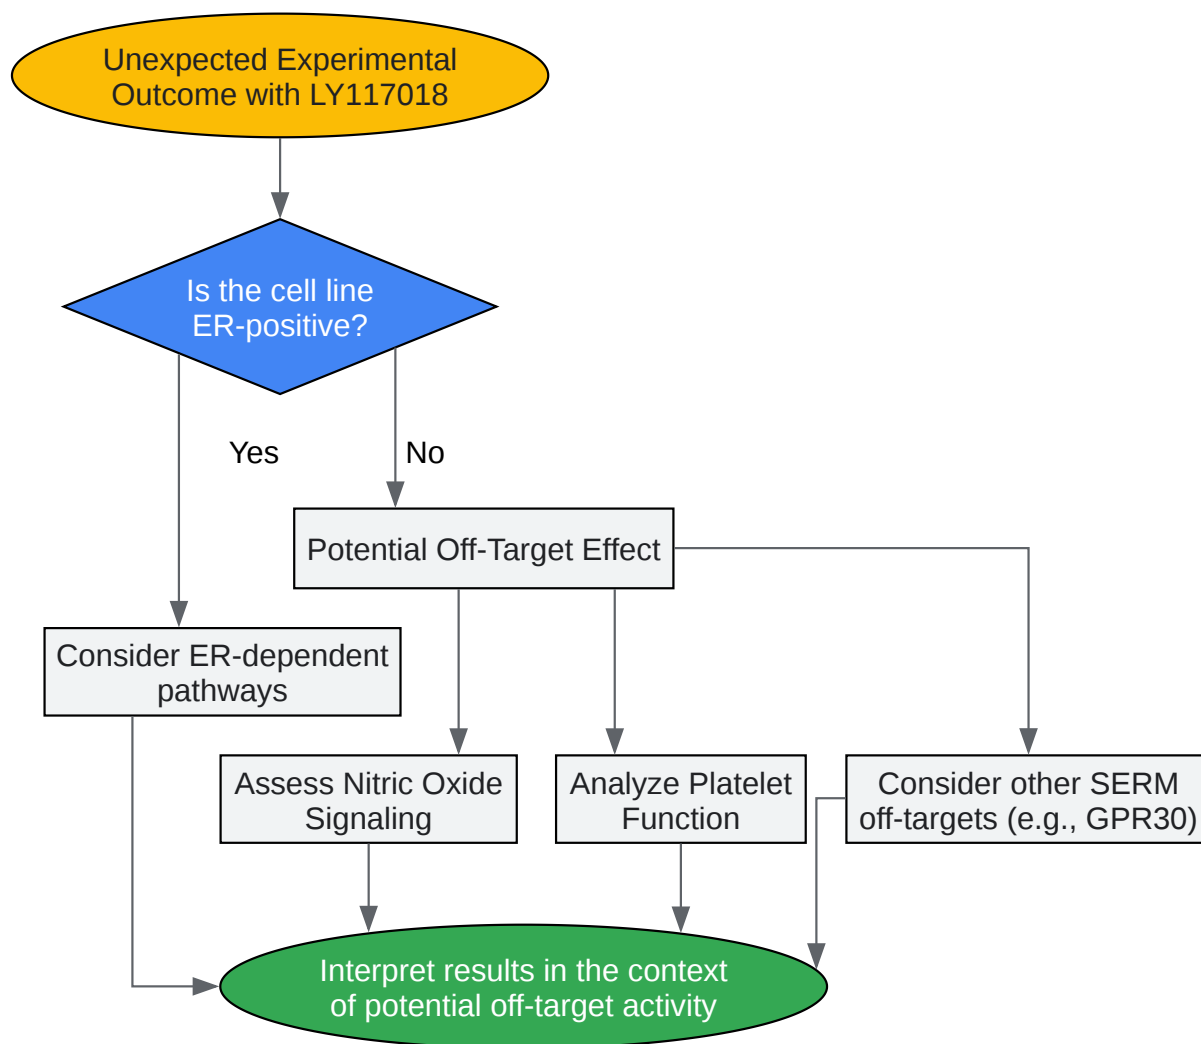 Unexpected Experimental
Outcome with LY117018
Is the cell line
ER-positive?
Yes
No
Potential Off-Target Effect
Consider ER-dependent
pathways
Assess Nitric Oxide
Signaling
Analyze Platelet
Function
Consider other SERM
off-targets (e.g., GPR30)
Interpret results in the context
of potential off-target activity